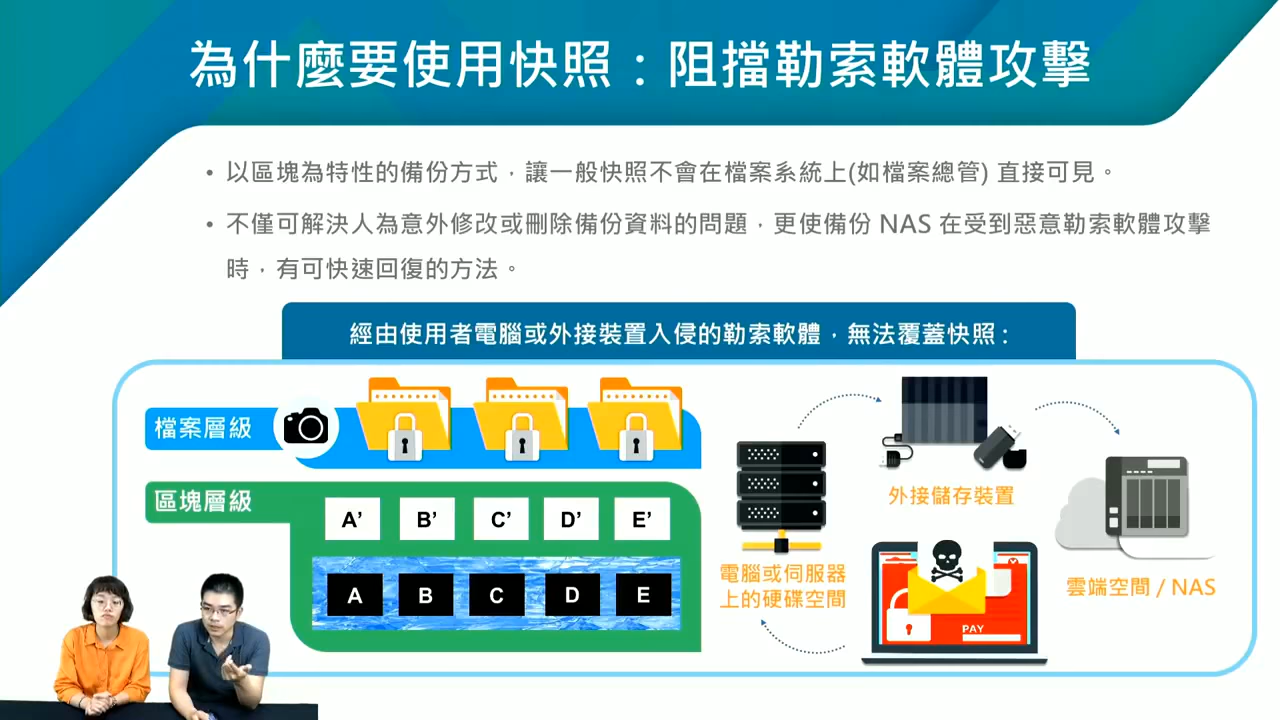 為什麼要使用快照：阻擋勒索軟體攻擊
• 以區塊為特性的備份方式，讓一般快照不會在檔案系統上(如檔案總管) 直接可見。
• 不僅可解決人為意外修改或刪除備份資料的問題，更使備份 NAS 在受到惡意勒索軟體攻擊
時，有可快速回復的方法。
經由使用者電腦或外接裝置入侵的勒索軟體，無法覆蓋快照：
檔案層級
區塊層級
A’ B’ C’ D’ E’
A B C D E
電腦或伺服器
上的硬碟空間
外接儲存裝置
PAY
雲端空間 / NAS